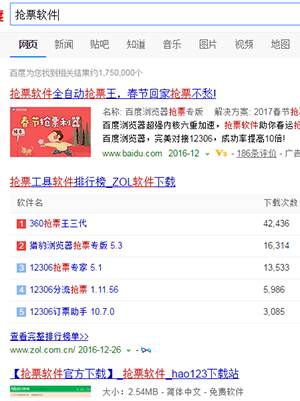 抢票软件
网页 新闻 贴吧 知道 音乐 图片 视频 地图
百度为您找到相关结果约1,750,000个
抢票软件全自动抢票王,春节回家抢票不愁!
春节抢票利器
名称: 百度浏览器抢票专版 解决方案: 2017春节
百度浏览器超强内核六重加速,抢票软件助你春运
百度浏览器,完美对接12306,成功率提高10倍!
www.baidu.com 2016-12 V3 - 186条评价 - 广告
抢票工具软件排行榜_ZOL软件下载
软件名 下载次数
1 360抢票王三代 42,436
2 猎豹浏览器抢票专版 5.3 16,314
3 12306抢票专家 5.1 13,533
4 12306分流抢票 1.11.56 5,986
5 12306订票助手 10.7.0 3,085
查看完整排行榜>>
www.zol.com.cn/ 2016-12-26
【抢票软件官方下载】_抢票软件_hao123下载站
大小:2.54MB - 简体中文 - 免费软件